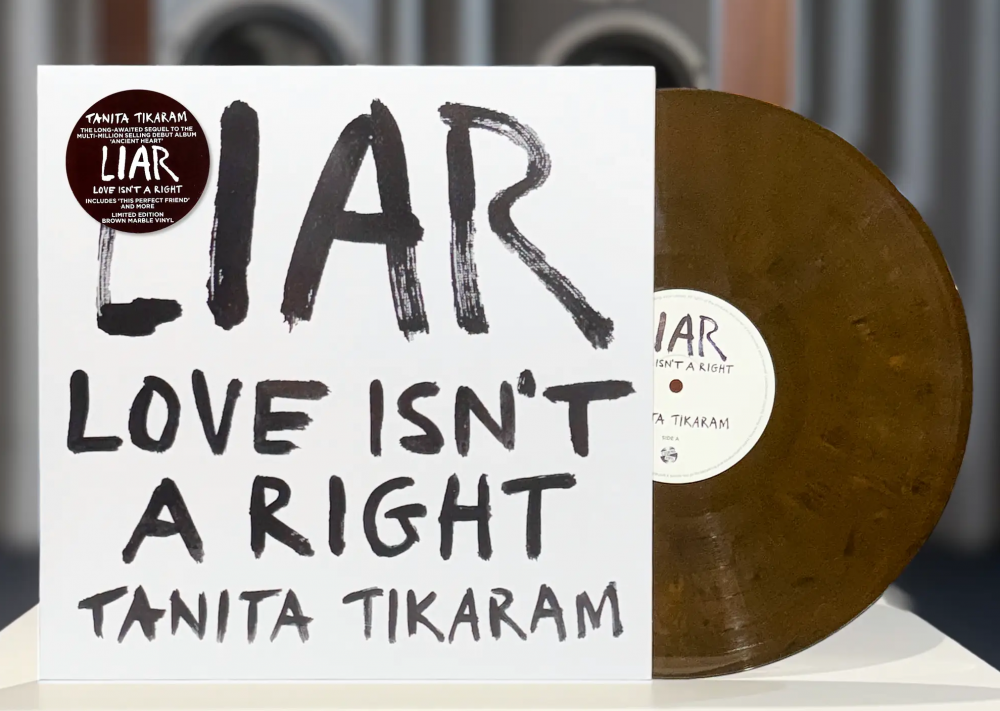 TANITA TIKARAM
THE LONG-AWAITED SEQUEL TO THE
MULTI-MILLION SELLING DEBUT ALBUM
'ANCIENT HEART'
LIAR
LOVE ISN'T A RIGHT
INCLUDES 'THIS PERFECT FRIEND'
AND MORE
LIMITED EDITION
BROWN MARBLE VINYL
LIAR
LOVE ISN'T
A RIGHT
TANITA TIKARAM
IAR
ISN'T A RIGHT
TA TIKARAM
SIDE A